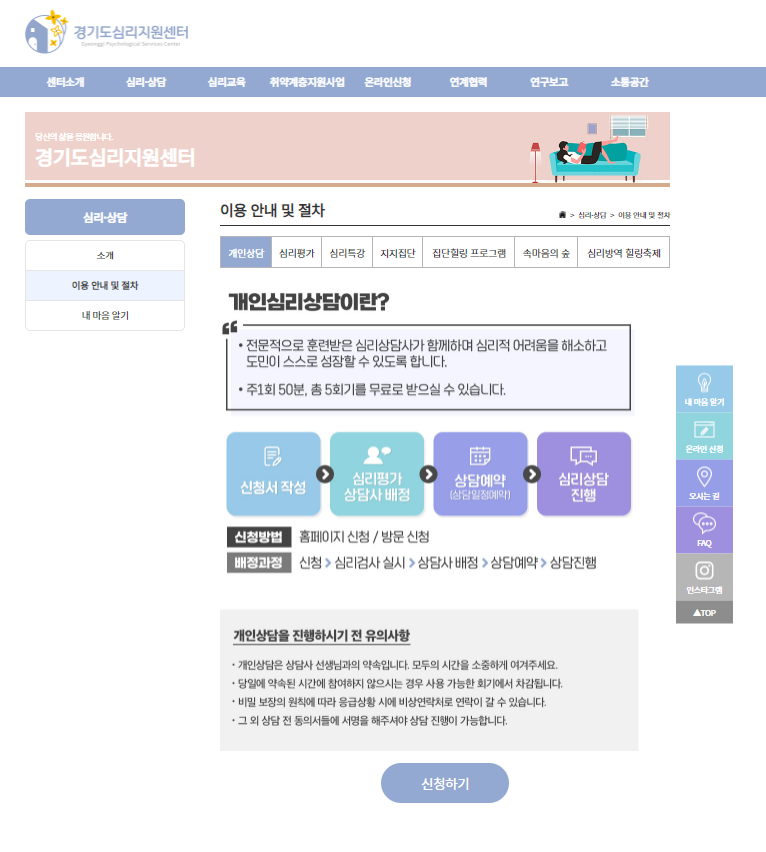 경기도심리지원센터
Gyeonggi Psychological Services Center
센터소개 심리·상담 심리교육 취약계층지원사업 온라인신청 연계협력 연구보고 소통공간
당신의 삶을 응원합니다.
경기도심리지원센터
심리·상담
소개
이용 안내 및 절차
내 마음 알기
이용 안내 및 절차
> 심리·상담 > 이용 안내 및 절차
개인상담 심리평가 심리특강 지지집단 집단힐링 프로그램 속마음의 숲 심리방역 힐링축제
개인심리상담이란?
• 전문적으로 훈련받은 심리상담사가 함께하며 심리적 어려움을 해소하고
도민이 스스로 성장할 수 있도록 합니다.
• 주1회 50분, 총 5회기를 무료로 받으실 수 있습니다.
신청서 작성
심리평가
상담사 배정
상담예약
(상담일정예약)
심리상담
진행
신청방법 홈페이지 신청 / 방문 신청
배정과정 신청 > 심리검사 실시 > 상담사 배정 > 상담예약 > 상담진행
개인상담을 진행하시기 전 유의사항
· 개인상담은 상담사 선생님과의 약속입니다. 모두의 시간을 소중하게 여겨주세요.
· 당일에 약속된 시간에 참여하지 않으시는 경우 사용 가능한 회기에서 차감됩니다.
· 비밀 보장의 원칙에 따라 응급상황 시에 비상연락처로 연락이 갈 수 있습니다.
· 그 외 상담 전 동의서들에 서명을 해주셔야 상담 진행이 가능합니다.
신청하기
내 마음 알기
온라인 신청
오시는 길
FAQ
인스타그램
▲TOP